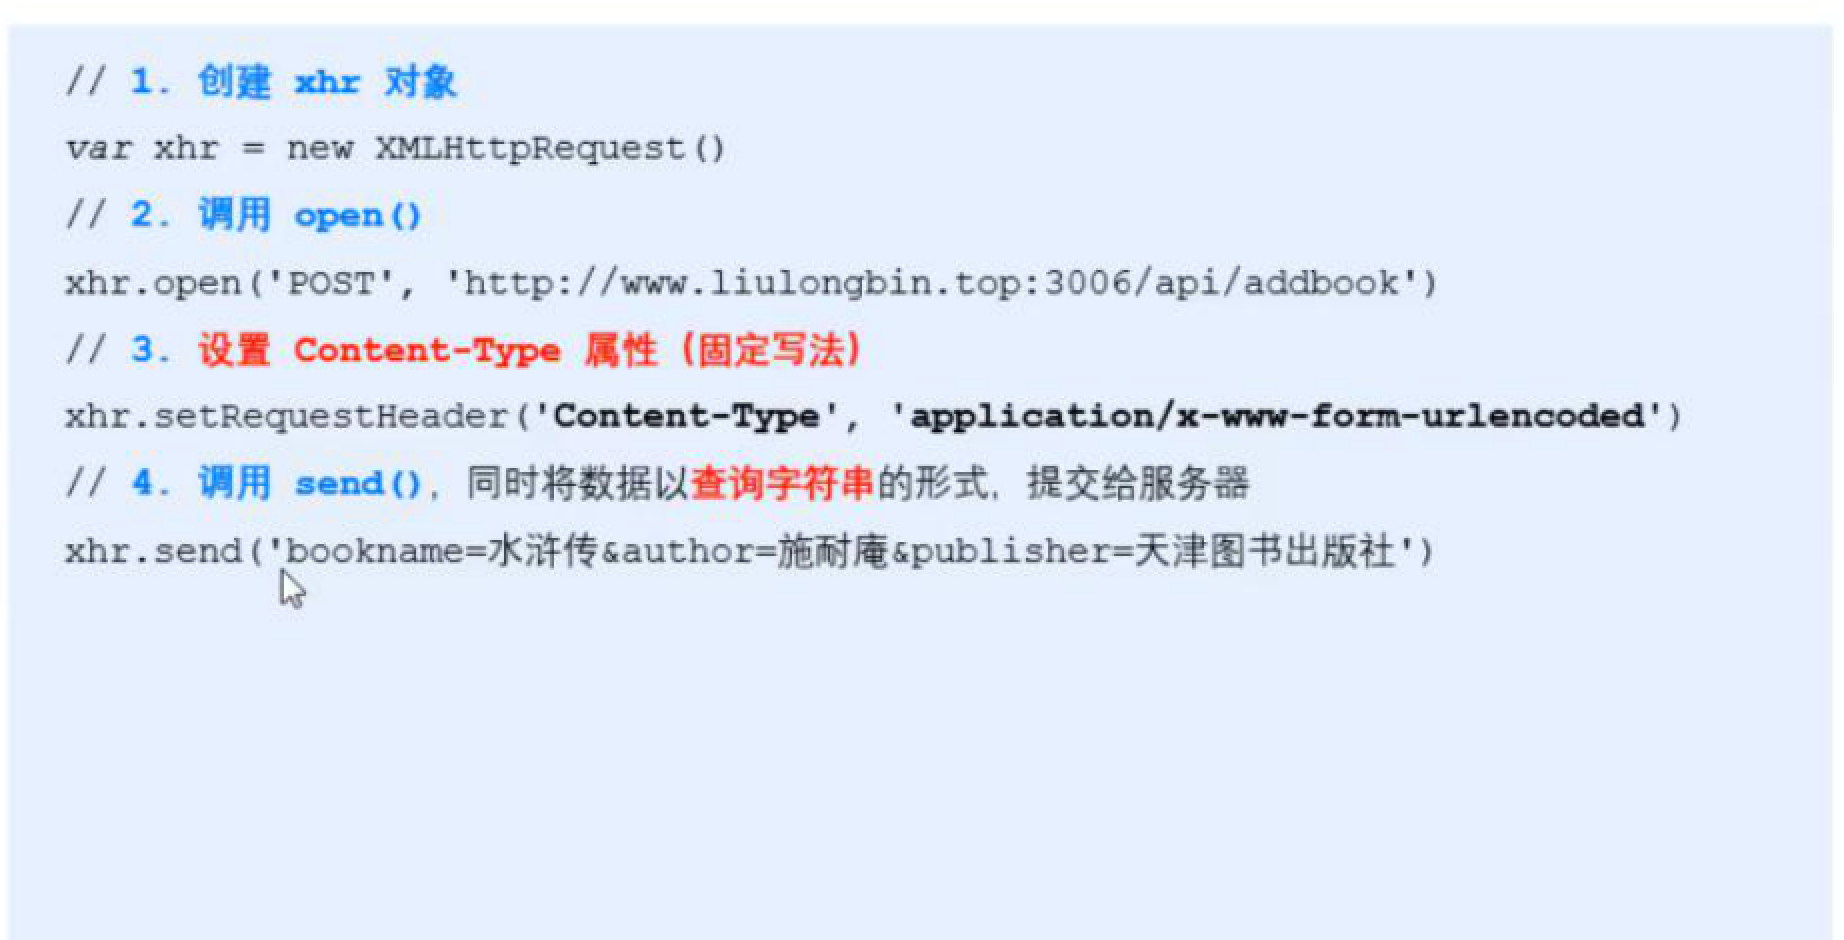 // 1. 创建 xhr 对象
var xhr = new XMLHttpRequest()
// 2. 调用 open()
xhr.open('POST', 'http://www.liulongbin.top:3006/api/addbook')
// 3. 设置 Content-Type 属性（固定写法）
xhr.setRequestHeader('Content-Type', 'application/x-www-form-urlencoded')
// 4. 调用 send()，同时将数据以查询字符串的形式，提交给服务器
xhr.send('bookname=水浒传&author=施耐庵&publisher=天津图书出版社')